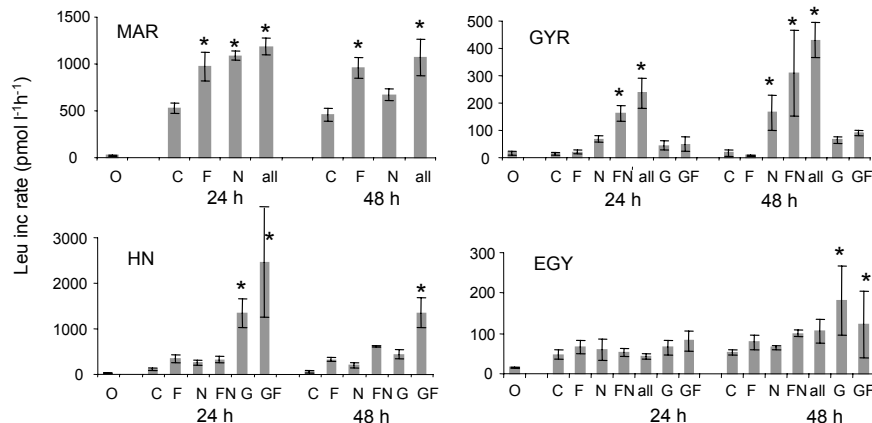 Leu inc rate (pmol l⁻¹h⁻¹)
MAR
1500
1000
500
0
* * * * *
O C F N all C F N all
24 h 48 h
GYR
500
400
300
200
100
0
* * * * *
O C F N FN all G GF C F N FN all G GF
24 h 48 h
HN
3000
2000
1000
0
* * *
O C F N FN G GF C F N FN G GF
24 h 48 h
EGY
300
200
100
0
* *
O C F N FN all G GF C F N FN all G GF
24 h 48 h